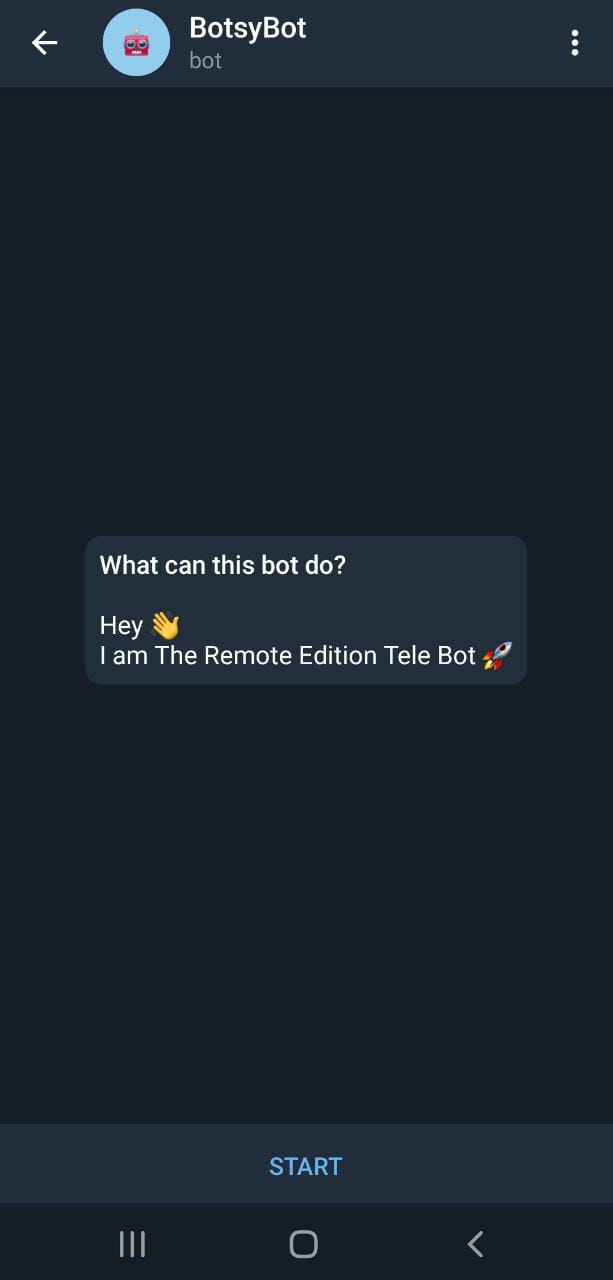 BotsyBot
bot
What can this bot do?
Hey 👋
I am The Remote Edition Tele Bot 🚀
START